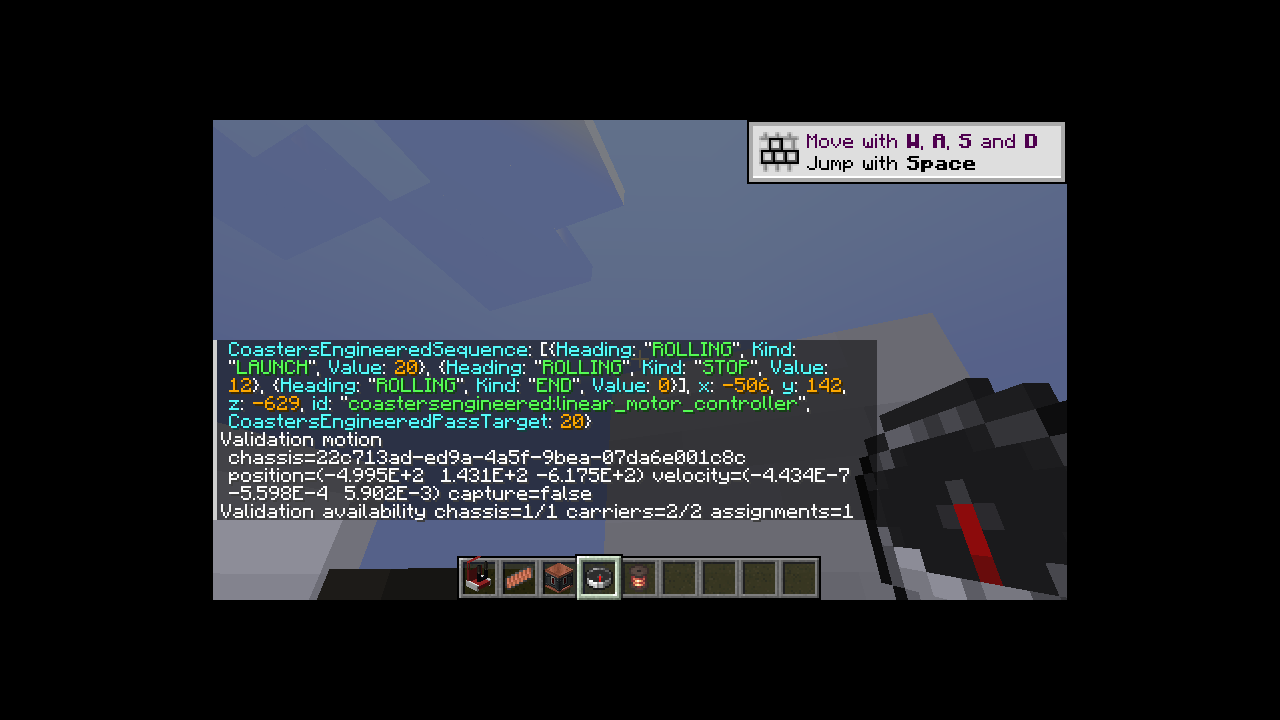 Move with W, A, S and D
Jump with Space
CoastersEngineeredSequence: [{Heading: "ROLLING", Kind:
"LAUNCH", Value: 20}, {Heading: "ROLLING", Kind: "STOP", Value:
12}, {Heading: "ROLLING", Kind: "END", Value: 0}], x: -506, y: 142,
z: -629, id: "coastersengineered:linear_motor_controller",
CoastersEngineeredPassTarget: 20}
Validation motion
chassis=22c713ad-ed9a-4a5f-9bea-07da6e001c8c
position=(-4.995E+2 1.431E+2 -6.175E+2) velocity=(-4.434E-7
-5.598E-4 5.902E-3) capture=false
Validation availability chassis=1/1 carriers=2/2 assignments=1